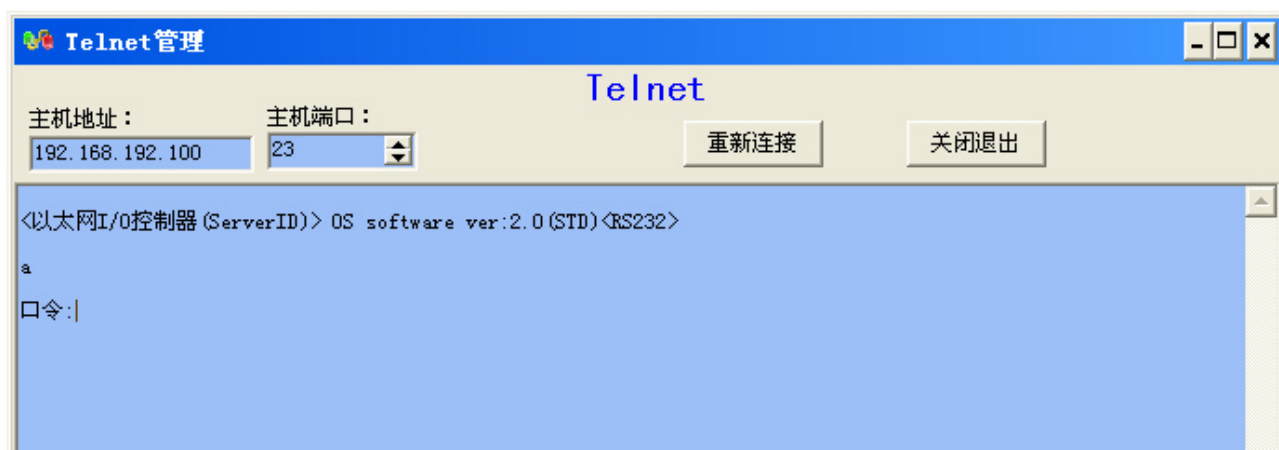 Telnet管理
Telnet
主机地址： 主机端口：
192.168.192.100 23 重新连接 关闭退出
<以太网I/O控制器(ServerID)> OS software ver:2.0(STD)<RS232>
a
口令: